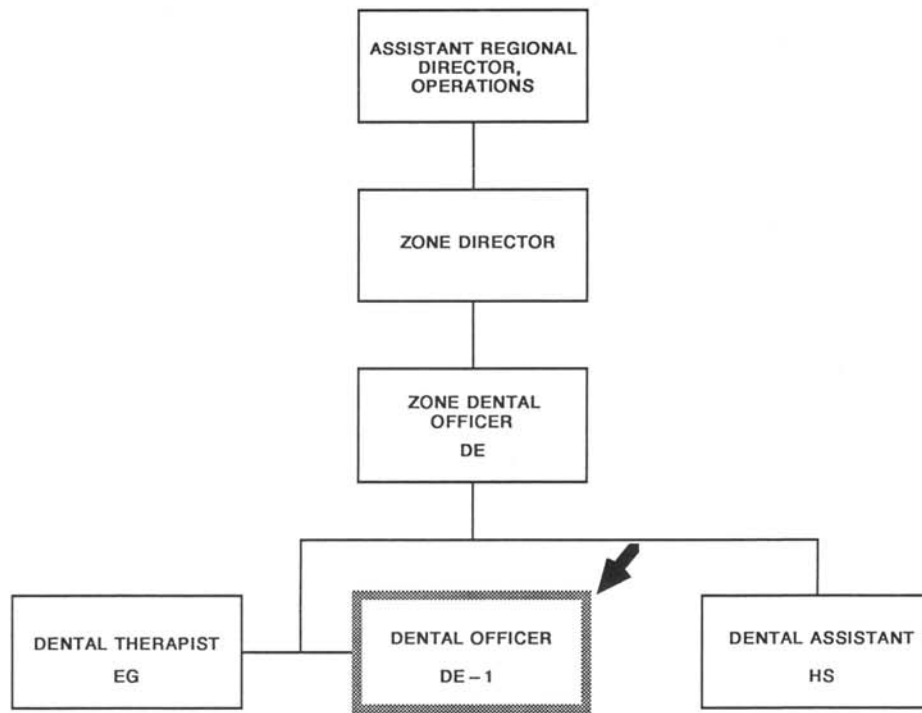 ASSISTANT REGIONAL
DIRECTOR,
OPERATIONS
ZONE DIRECTOR
ZONE DENTAL
OFFICER
DE
DENTAL THERAPIST
EG
DENTAL OFFICER
DE-1
DENTAL ASSISTANT
HS